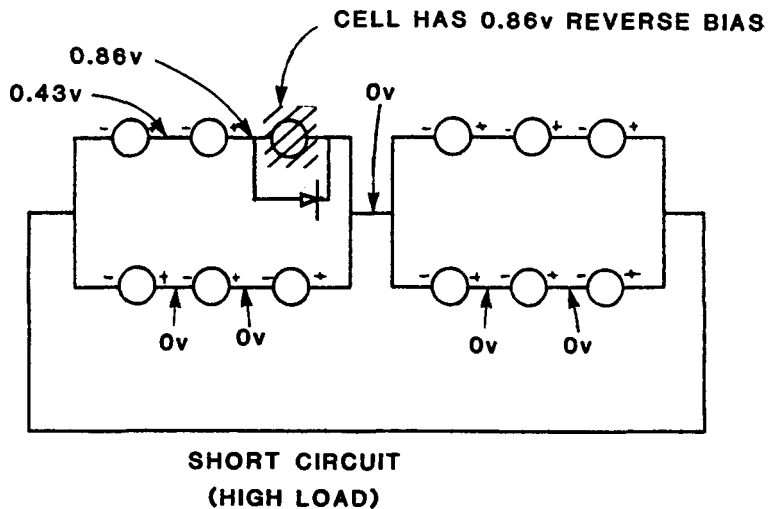 CELL HAS 0.86v REVERSE BIAS
0.86v
0.43v
0v
- + - + - + - + - +
- + - + - + - + - + - +
0v 0v 0v 0v
SHORT CIRCUIT
(HIGH LOAD)